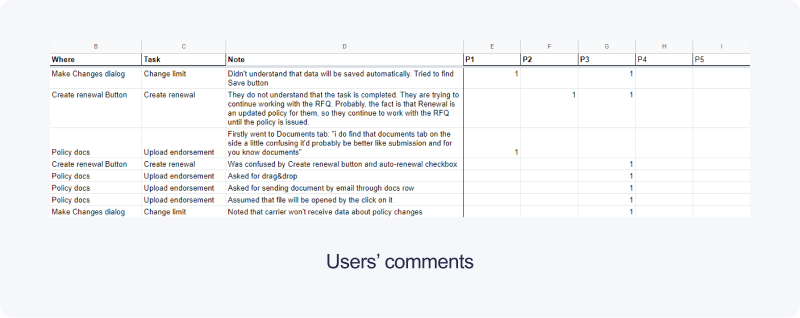 B C D E F G H I
Where Task Note P1 P2 P3 P4 P5
Make Changes dialog Change limit Didn't understand that data will be saved automatically. Tried to find 1 1
Save button
Create renewal Button Create renewal They do not understand that the task is completed. They are trying to 1 1
continue working with the RFQ. Probably, the fact is that Renewal is
an updated policy for them, so they continue to work with the RFQ
until the policy is issued.
Firstly went to Documents tab: "i do find that documents tab on the
side a little confusing it'd probably be better like submission and for
Policy docs Upload endorsement you know documents" 1
Create renewal Button Create renewal Was confused by Create renewal button and auto-renewal checkbox 1
Policy docs Upload endorsement Asked for drag&drop 1
Policy docs Upload endorsement Asked for sending document by email through docs row 1
Policy docs Upload endorsement Assumed that file will be opened by the click on it 1
Make Changes dialog Change limit Noted that carrier won't receive data about policy changes 1
Users' comments